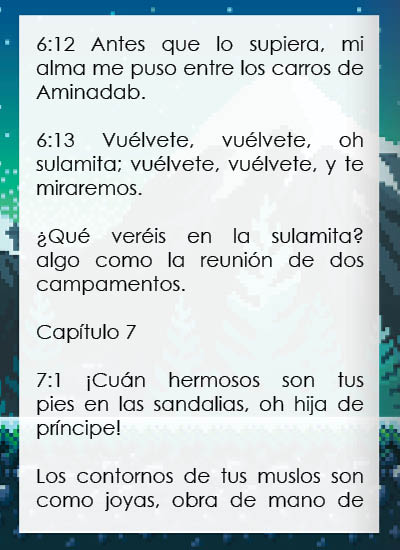 6:12 Antes que lo supiera, mi
alma me puso entre los carros de
Aminadab.
6:13 Vuélvete, vuélvete, oh
sulamita; vuélvete, vuélvete, y te
miraremos.
¿Qué veréis en la sulamita?
algo como la reunión de dos
campamentos.
Capítulo 7
7:1 ¡Cuán hermosos son tus
pies en las sandalias, oh hija de
príncipe!
Los contornos de tus muslos son
como joyas, obra de mano de